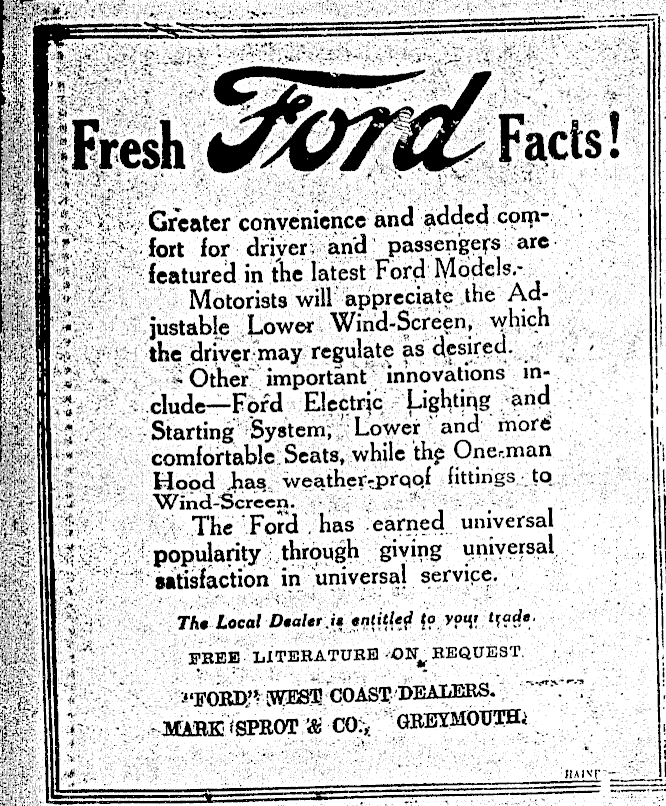 Fresh Ford Facts!
Greater convenience and added com-
fort for driver and passengers are
featured in the latest Ford Models.
Motorists will appreciate the Ad-
justable Lower Wind-Screen, which
the driver may regulate as desired.
Other important innovations in-
clude—Ford Electric Lighting and
Starting System, Lower and more
comfortable Seats, while the One-man
Hood has weather-proof fittings to
Wind-Screen.
The Ford has earned universal
popularity through giving universal
satisfaction in universal service.
The Local Dealer is entitled to your trade.
FREE LITERATURE ON REQUEST
"FORD" WEST COAST DEALERS.
MARK SPROT & CO., GREYMOUTH.